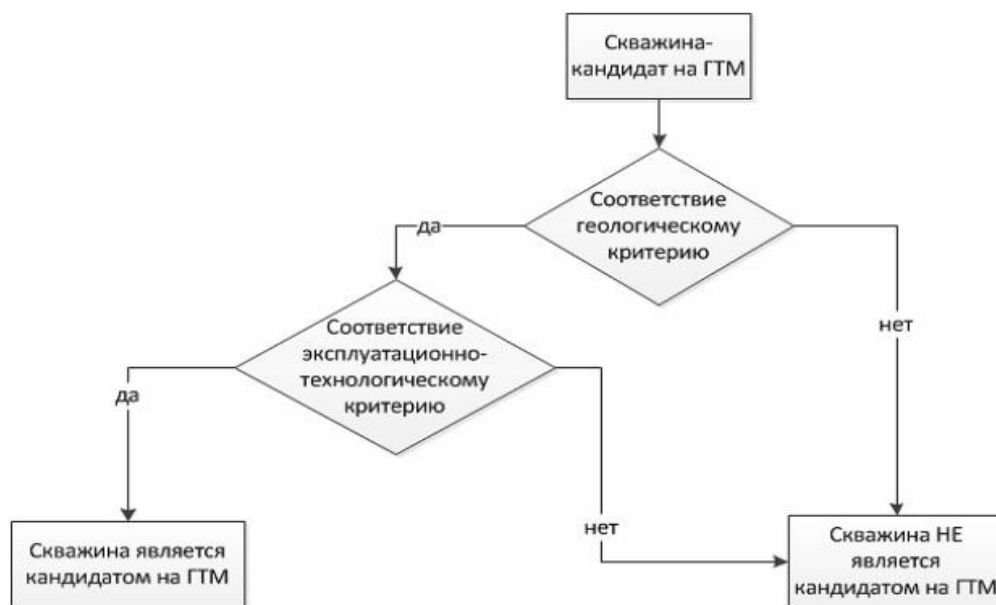 Скважина-
кандидат на ГТМ
Соответствие
геологическому
критерию
да
нет
Соответствие
эксплуатационно-
технологическому
критерию
да
нет
Скважина является
кандидатом на ГТМ
Скважина НЕ
является
кандидатом на ГТМ